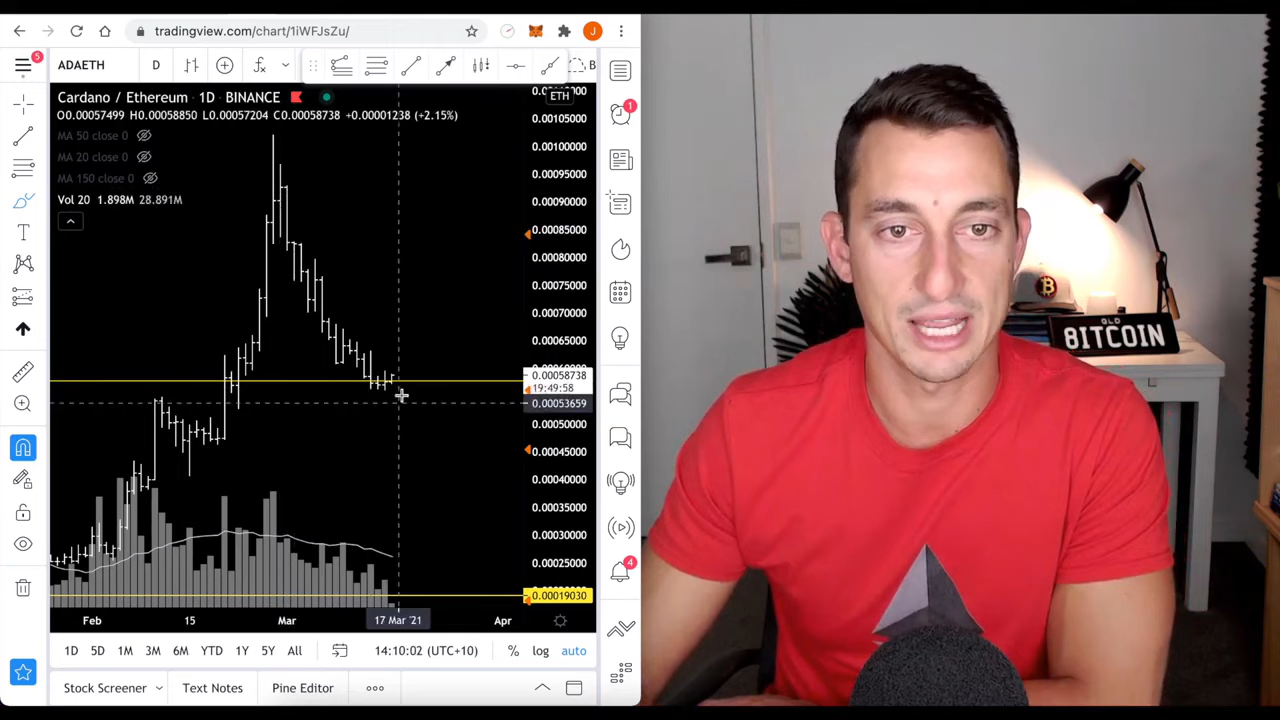 tradingview.com/chart/1iWFJsZu/
J
5
ADAETH
D
B
Cardano / Ethereum · 1D · BINANCE
ETH
O0.00057499 H0.00058850 L0.00057204 C0.00058738 +0.00001238 (+2.15%)
MA 50 close 0
MA 20 close 0
MA 150 close 0
Vol 20 1.898M 28.891M
0.00105000
0.00100000
0.00095000
0.00090000
0.00085000
0.00080000
0.00075000
0.00070000
0.00065000
0.00058738
19:49:58
0.00053659
0.00050000
0.00045000
0.00040000
0.00035000
0.00030000
0.00025000
0.00019030
Feb
15
Mar
17 Mar '21
Apr
1D
5D
1M
3M
6M
YTD
1Y
5Y
All
14:10:02 (UTC+10)
%
log
auto
Stock Screener
Text Notes
Pine Editor
1
4
QLD
8ITCOIN